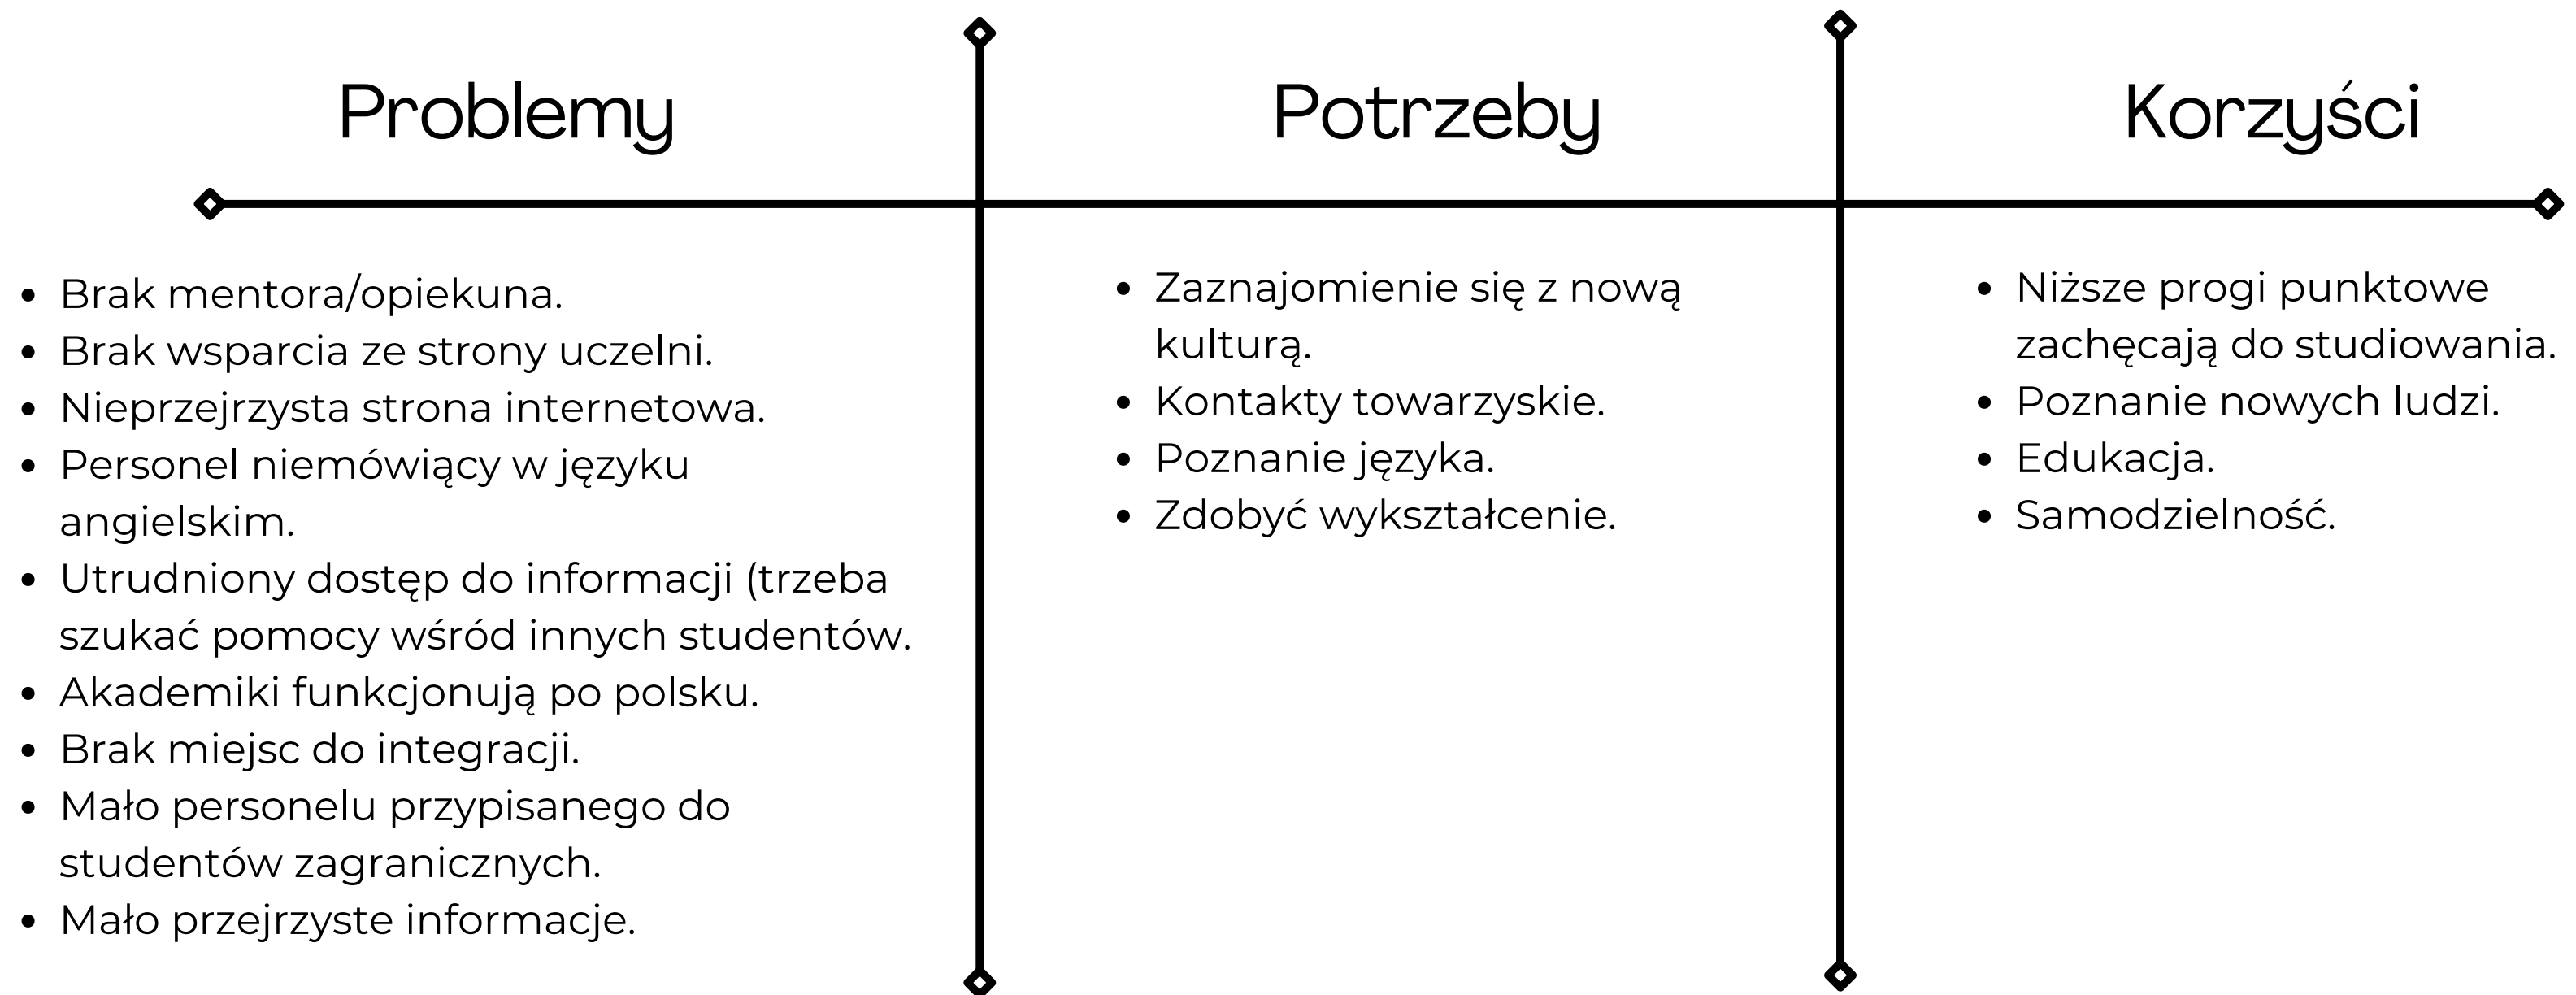 Problemy
Potrzeby
Korzyści
• Brak mentora/opiekuna.
• Brak wsparcia ze strony uczelni.
• Nieprzejrzysta strona internetowa.
• Personel niemówiący w języku
angielskim.
• Utrudniony dostęp do informacji (trzeba
szukać pomocy wśród innych studentów.
• Akademiki funkcjonują po polsku.
• Brak miejsc do integracji.
• Mało personelu przypisanego do
studentów zagranicznych.
• Mało przejrzyste informacje.
• Zaznajomienie się z nową
kulturą.
• Kontakty towarzyskie.
• Poznanie języka.
• Zdobyć wykształcenie.
• Niższe progi punktowe
zachęcają do studiowania.
• Poznanie nowych ludzi.
• Edukacja.
• Samodzielność.